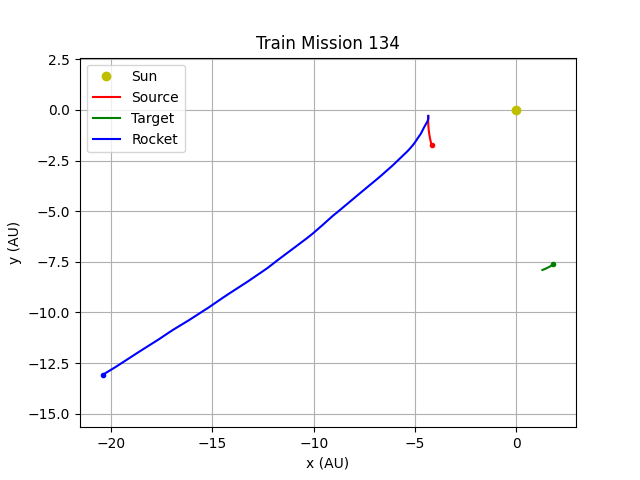 Train Mission 134
Sun
Source
Target
Rocket
2.5
0.0
−2.5
−5.0
−7.5
−10.0
−12.5
−15.0
y (AU)
−20
−15
−10
−5
0
x (AU)